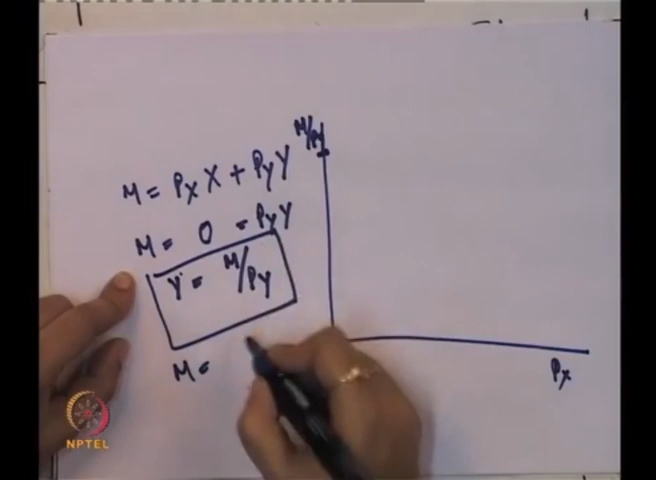 M = PxX + PyY
M = 0 = PyY
Y = M/Py
M =
M/Py
Px
NPTEL